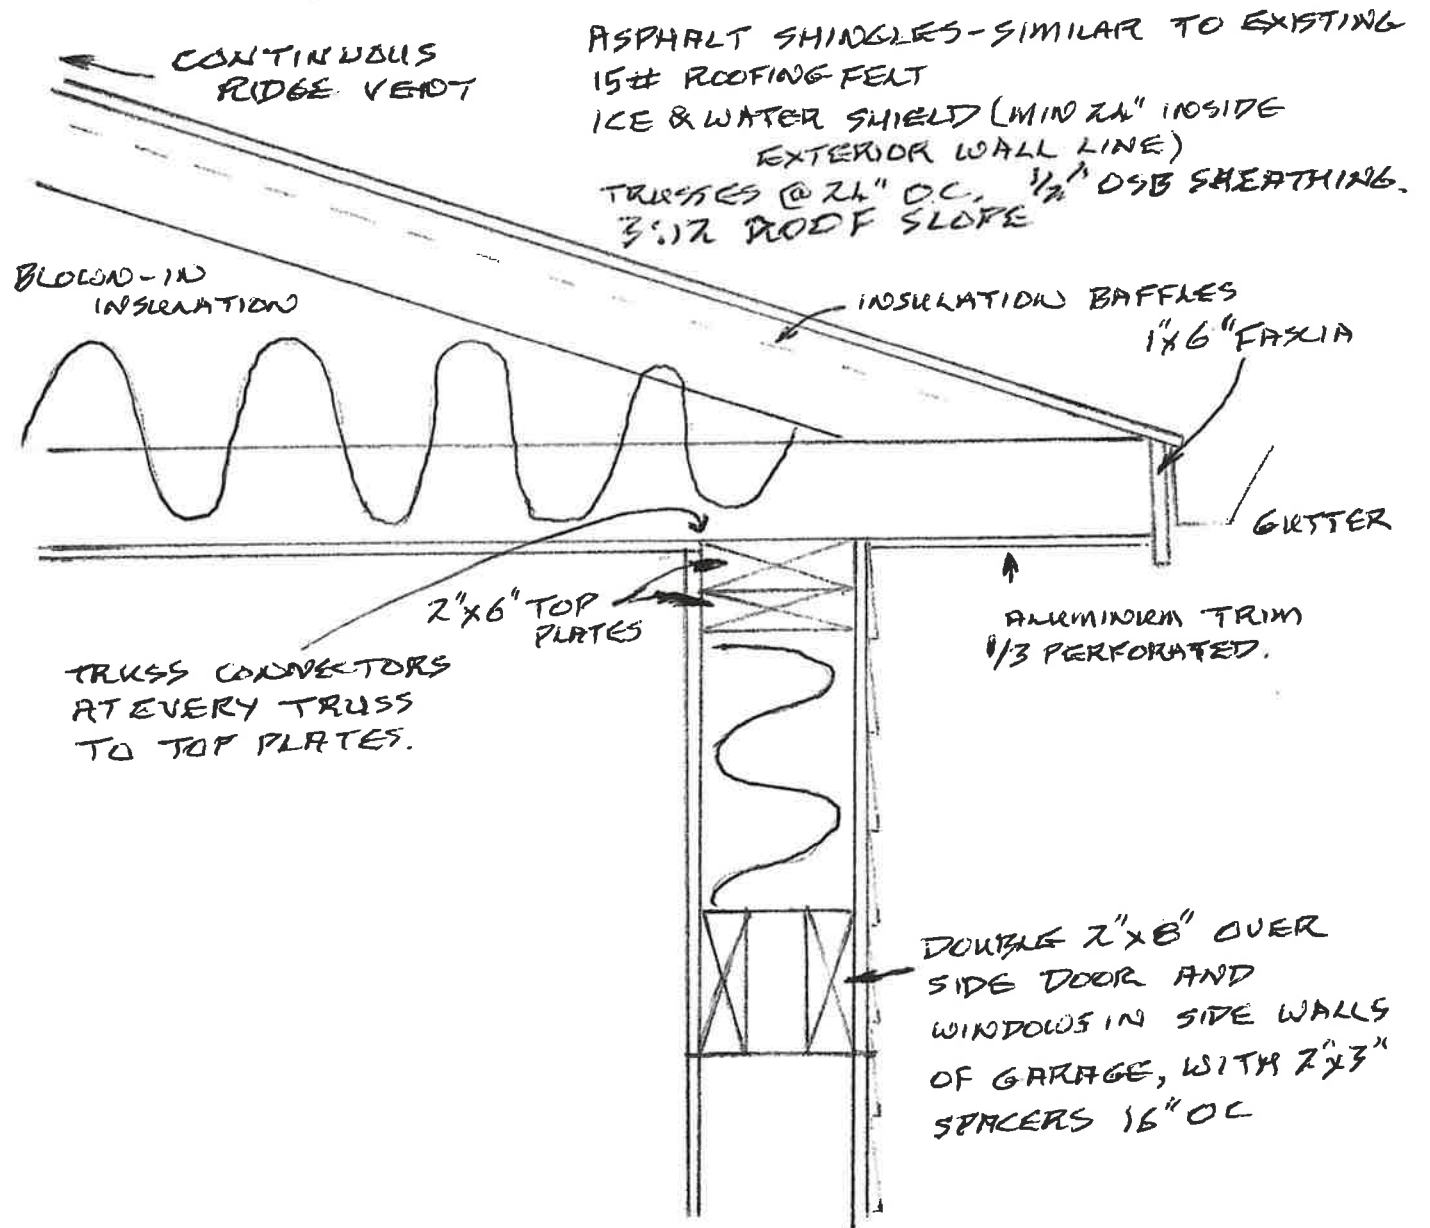 CONTINUOUS
RIDGE VENT
ASPHALT SHINGLES-SIMILAR TO EXISTING
15# ROOFING FELT
ICE & WATER SHIELD (MIN 24" INSIDE
EXTERIOR WALL LINE)
TRUSSES @ 24" O.C. 1/2" OSB SHEATHING.
3:12 ROOF SLOPE
BLOWN-IN
INSULATION
INSULATION BAFFLES
1"X6" FASCIA
GUTTER
2"X6" TOP
PLATES
ALUMINUM TRIM
1/3 PERFORATED.
TRUSS CONNECTORS
AT EVERY TRUSS
TO TOP PLATES.
DOUBLE 2"X8" OVER
SIDE DOOR AND
WINDOWS IN SIDE WALLS
OF GARAGE, WITH 2"X3"
SPACERS 16" OC